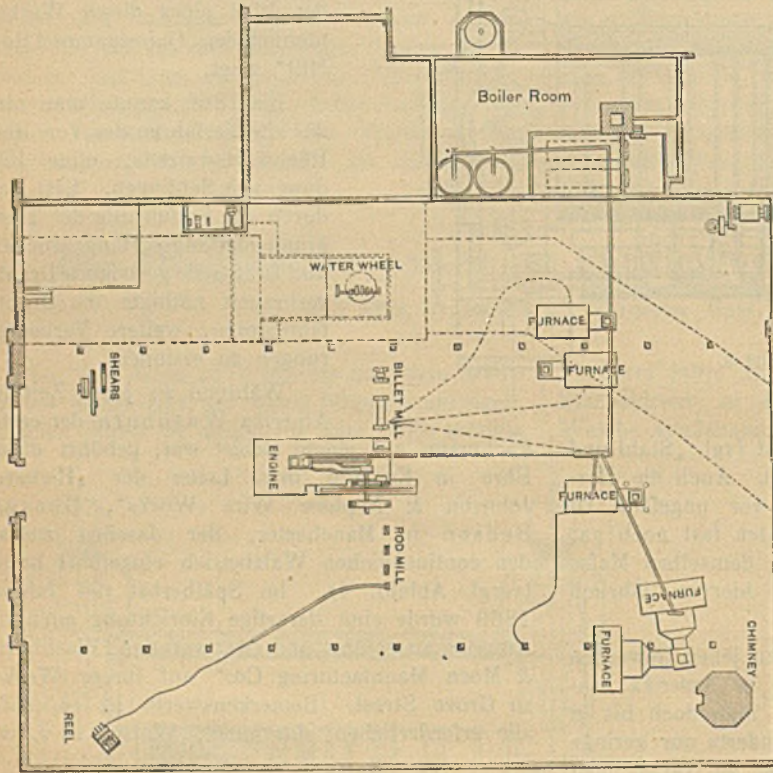 Boiler Room
WATER WHEEL
FURNACE
SHEARS
FURNACE
BILLET MILL
ENGINE
FURNACE
ROD MILL
FURNACE
FURNACE
CHIMNEY
REEL